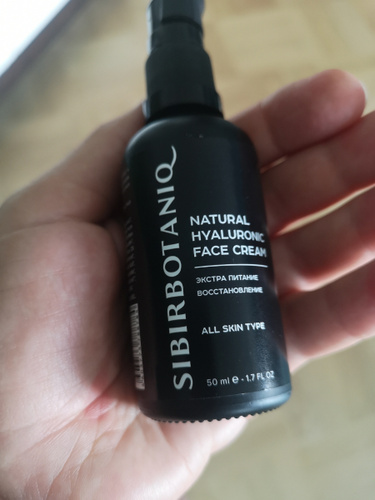 SIBIRBOTANIQ
NATURAL
HYALURONIC
FACE CREAM
ЭКСТРА ПИТАНИЕ
ВОССТАНОВЛЕНИЕ
ALL SKIN TYPE
50 ml ℮ - 1.7 FL OZ